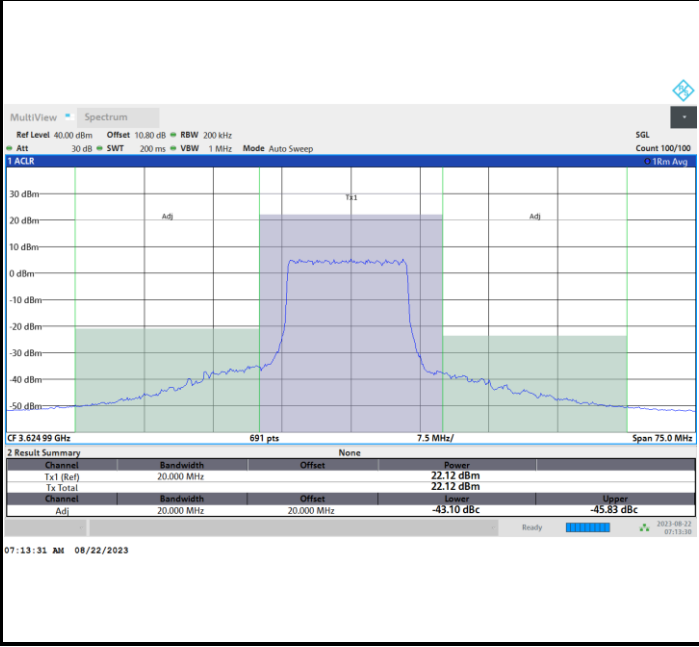 MultiView Spectrum
Ref Level 40.00 dBm Offset 10.80 dB RBW 200 kHz SGL
Att 30 dB SWT 200 ms VBW 1 MHz Mode Auto Sweep Count 100/100
1 ACLR 1Rm Avg
30 dBm
Tx1
20 dBm Adj Adj
10 dBm
0 dBm
-10 dBm
-20 dBm
-30 dBm
-40 dBm
-50 dBm
CF 3.624 99 GHz 691 pts 7.5 MHz/ Span 75.0 MHz
2 Result Summary None
Channel Bandwidth Offset Power
Tx1 (Ref) 20.000 MHz 22.12 dBm
Tx Total 22.12 dBm
Channel Bandwidth Offset Lower Upper
Adj 20.000 MHz 20.000 MHz -43.10 dBc -45.83 dBc
Ready 2023-08-22
07:13:30
07:13:31 AM 08/22/2023